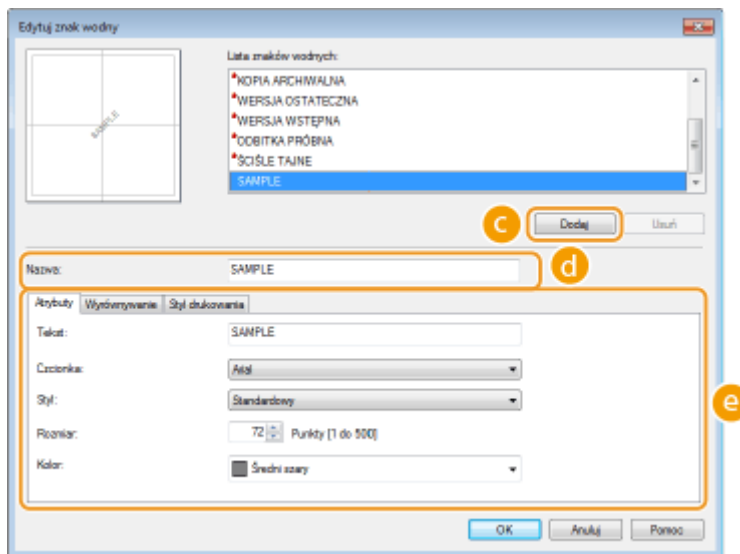 Edytuj znak wodny
Lista znaków wodnych:
SAMPLE
*KOPIA ARCHIWALNA
*WERSJA OSTATECZNA
*WERSJA WSTĘPNA
*ODBITKA PRÓBNA
*ŚCIŚLE TAJNE
SAMPLE
c Dodaj Usuń
d
Nazwa: SAMPLE
Atrybuty Wyrównywanie Styl drukowania
Tekst: SAMPLE
Czcionka: Arial
e
Styl: Standardowy
Rozmiar: 72 Punkty [1 do 500]
Kolor: Średni szary
OK Anuluj Pomoc